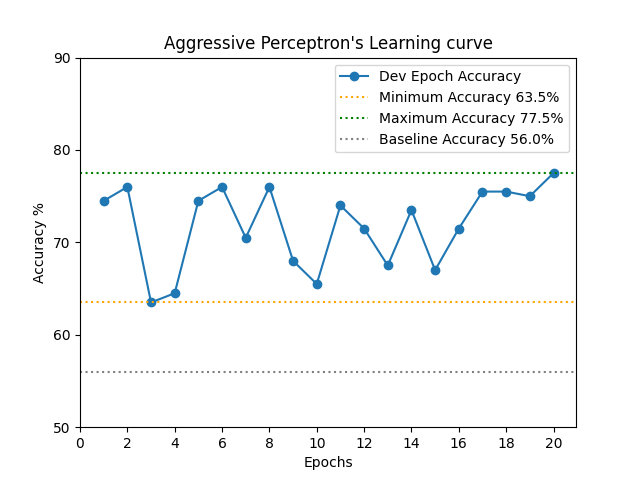 Aggressive Perceptron's Learning curve
Dev Epoch Accuracy
Minimum Accuracy 63.5%
Maximum Accuracy 77.5%
Baseline Accuracy 56.0%
Accuracy %
90
80
70
60
50
0 2 4 6 8 10 12 14 16 18 20
Epochs